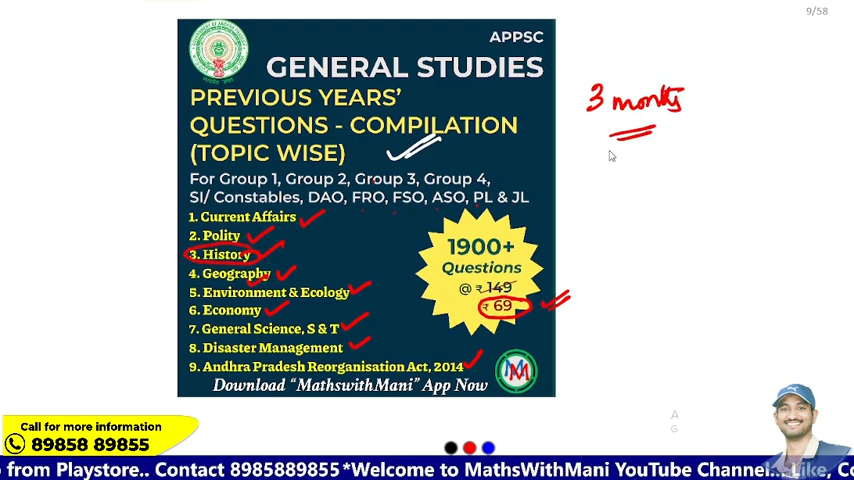 9/58
APPSC
GENERAL STUDIES
PREVIOUS YEARS'
QUESTIONS - COMPILATION
(TOPIC WISE)
For Group 1, Group 2, Group 3, Group 4,
SI/ Constables, DAO, FRO, FSO, ASO, PL & JL
1. Current Affairs
2. Polity
3. History
4. Geography
5. Environment & Ecology
6. Economy
7. General Science, S & T
8. Disaster Management
9. Andhra Pradesh Reorganisation Act, 2014
Download “MathswithMani” App Now
1900+
Questions
@ ₹ 149
₹ 69
3 months
A
G
Call for more information
89858 89855
o from Playstore.. Contact 8985889855*Welcome to MathsWithMani YouTube Channel... Like, Co